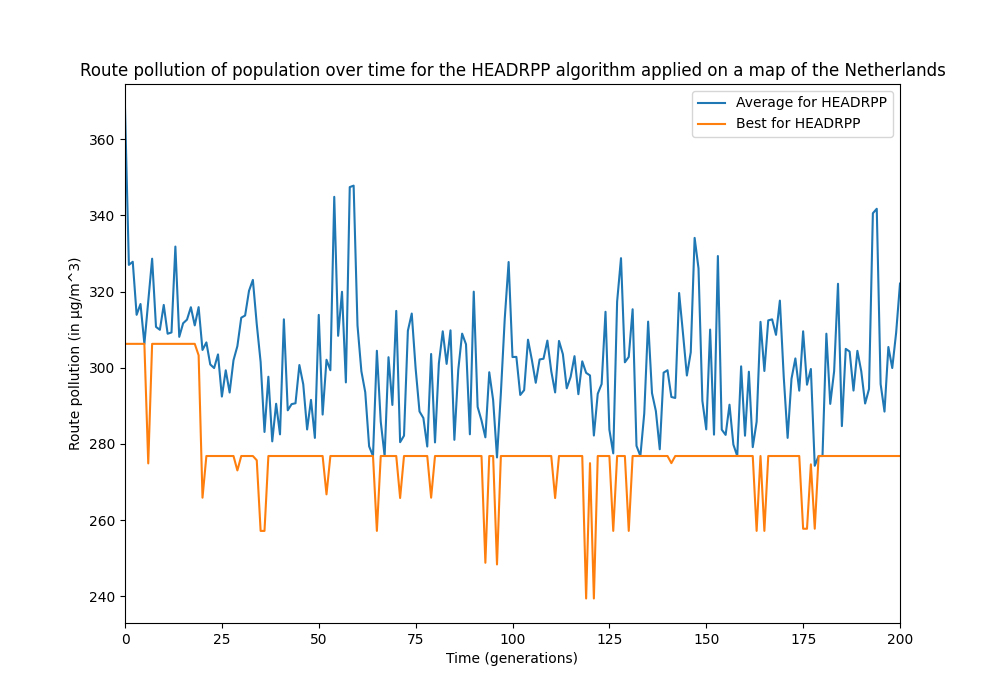 Route pollution of population over time for the HEADRPP algorithm applied on a map of the Netherlands
Average for HEADRPP
Best for HEADRPP
Route pollution (in µg/m^3)
360
340
320
300
280
260
240
0 25 50 75 100 125 150 175 200
Time (generations)